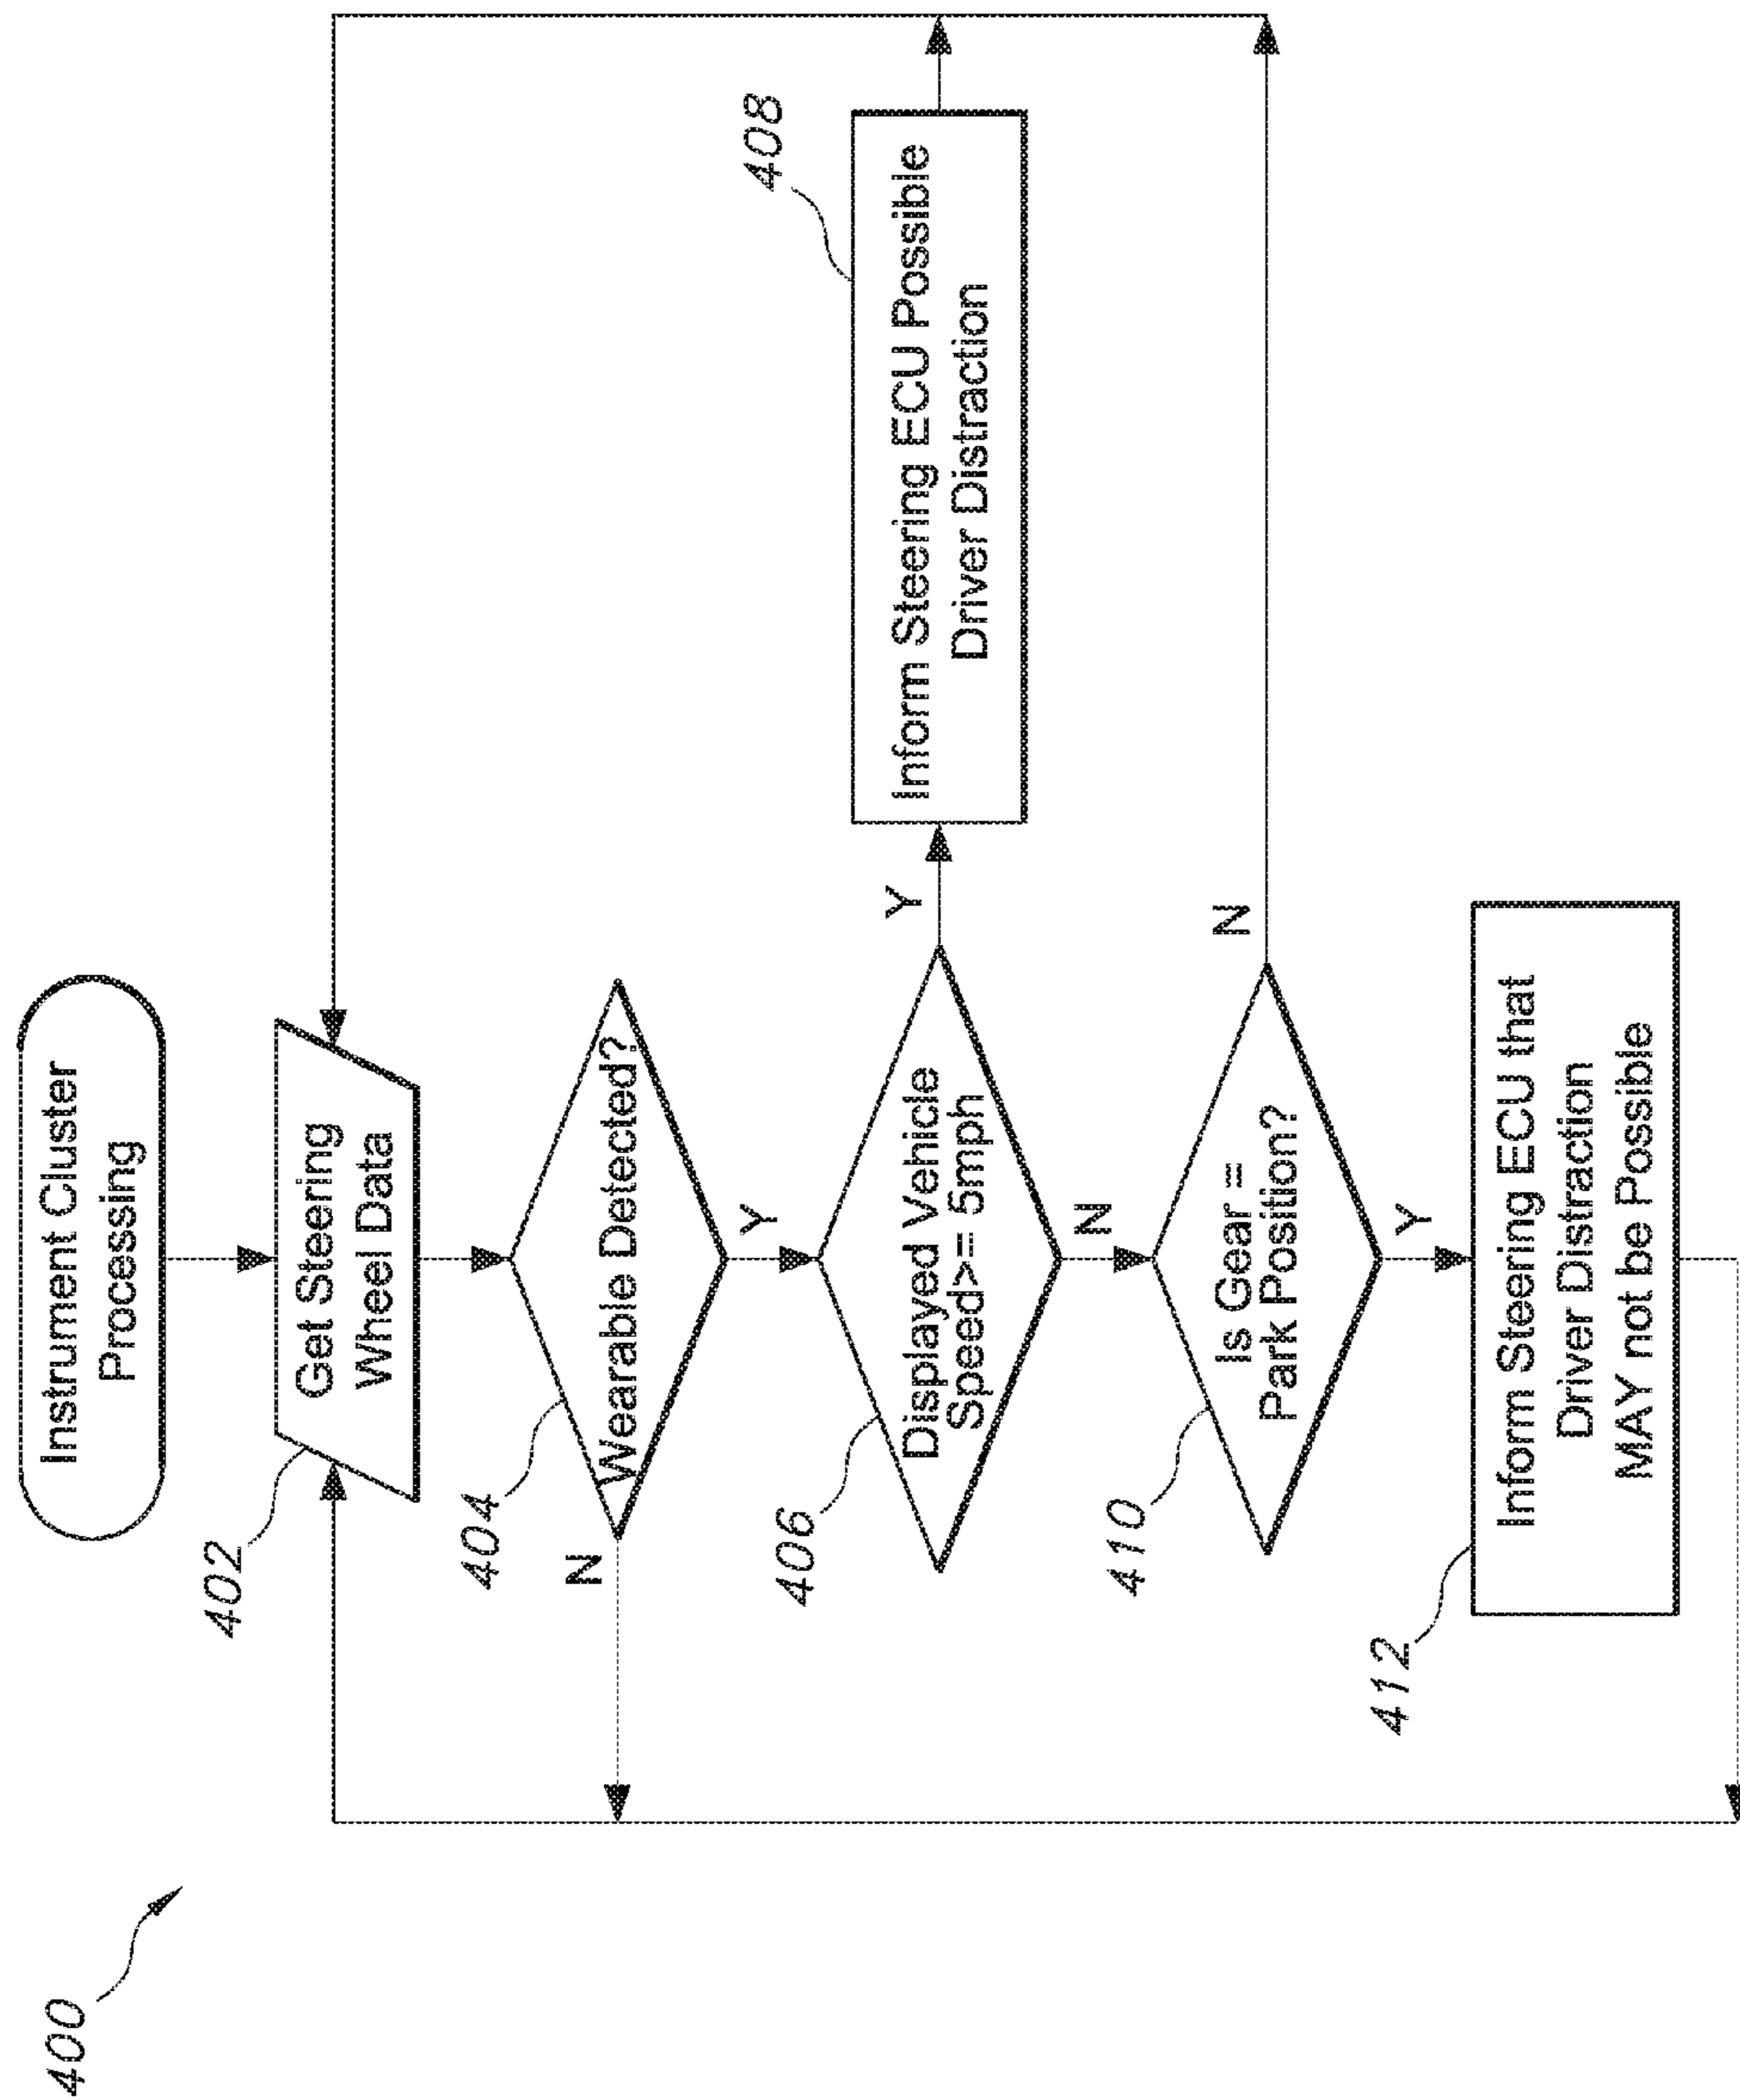 400
Instrument Cluster
Processing
402
Get Steering
Wheel Data
404
Wearable Detected?
N
Y
406
Displayed Vehicle
Speed>= 5mph
Y
408
Inform Steering ECU Possible
Driver Distraction
N
410
Is Gear =
Park Position?
N
Y
412
Inform Steering ECU that
Driver Distraction
MAY not be Possible